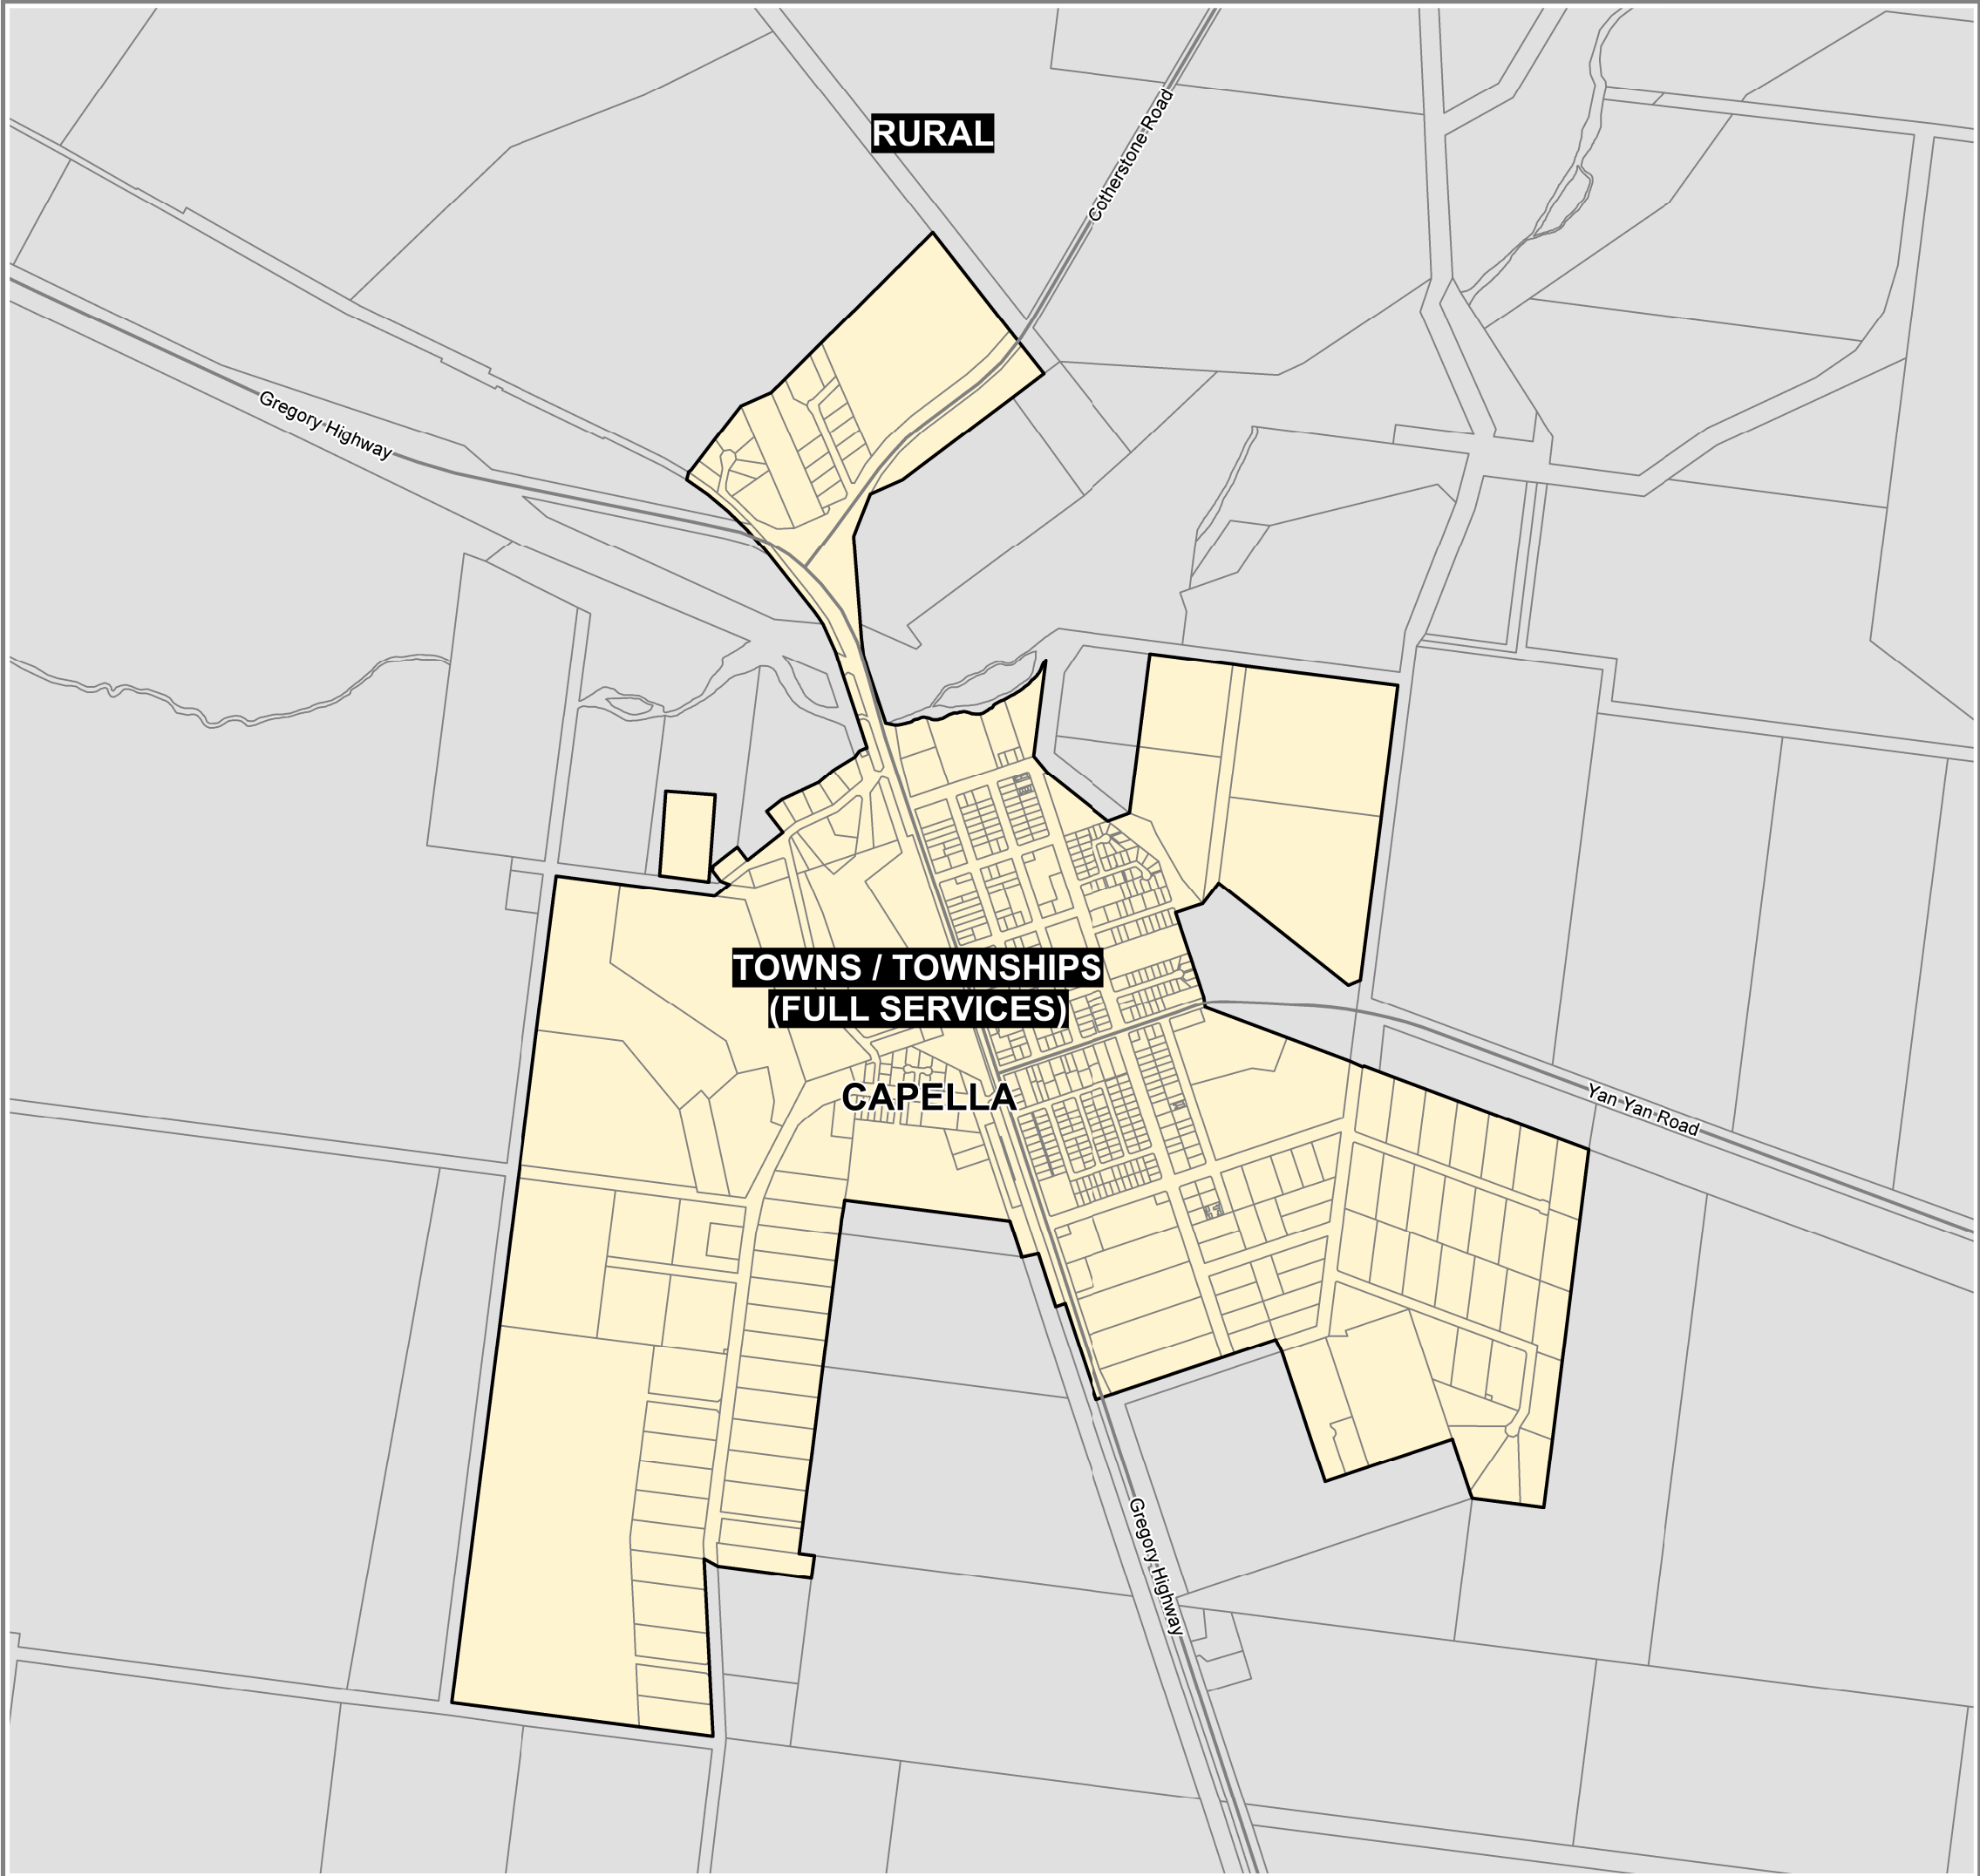 RURAL
Cotherstone Road
Gregory Highway
TOWNS / TOWNSHIPS
(FULL SERVICES)
CAPELLA
Yan Yan Road
Gregory Highway